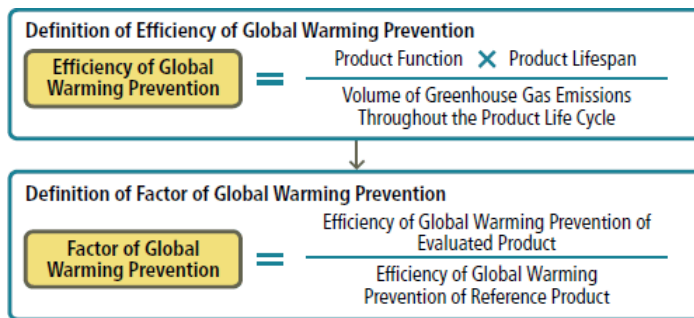 Definition of Efficiency of Global Warming Prevention
Efficiency of Global
Warming Prevention
=
Product Function × Product Lifespan
Volume of Greenhouse Gas Emissions
Throughout the Product Life Cycle
Definition of Factor of Global Warming Prevention
Factor of Global
Warming Prevention
=
Efficiency of Global Warming Prevention of
Evaluated Product
Efficiency of Global Warming
Prevention of Reference Product